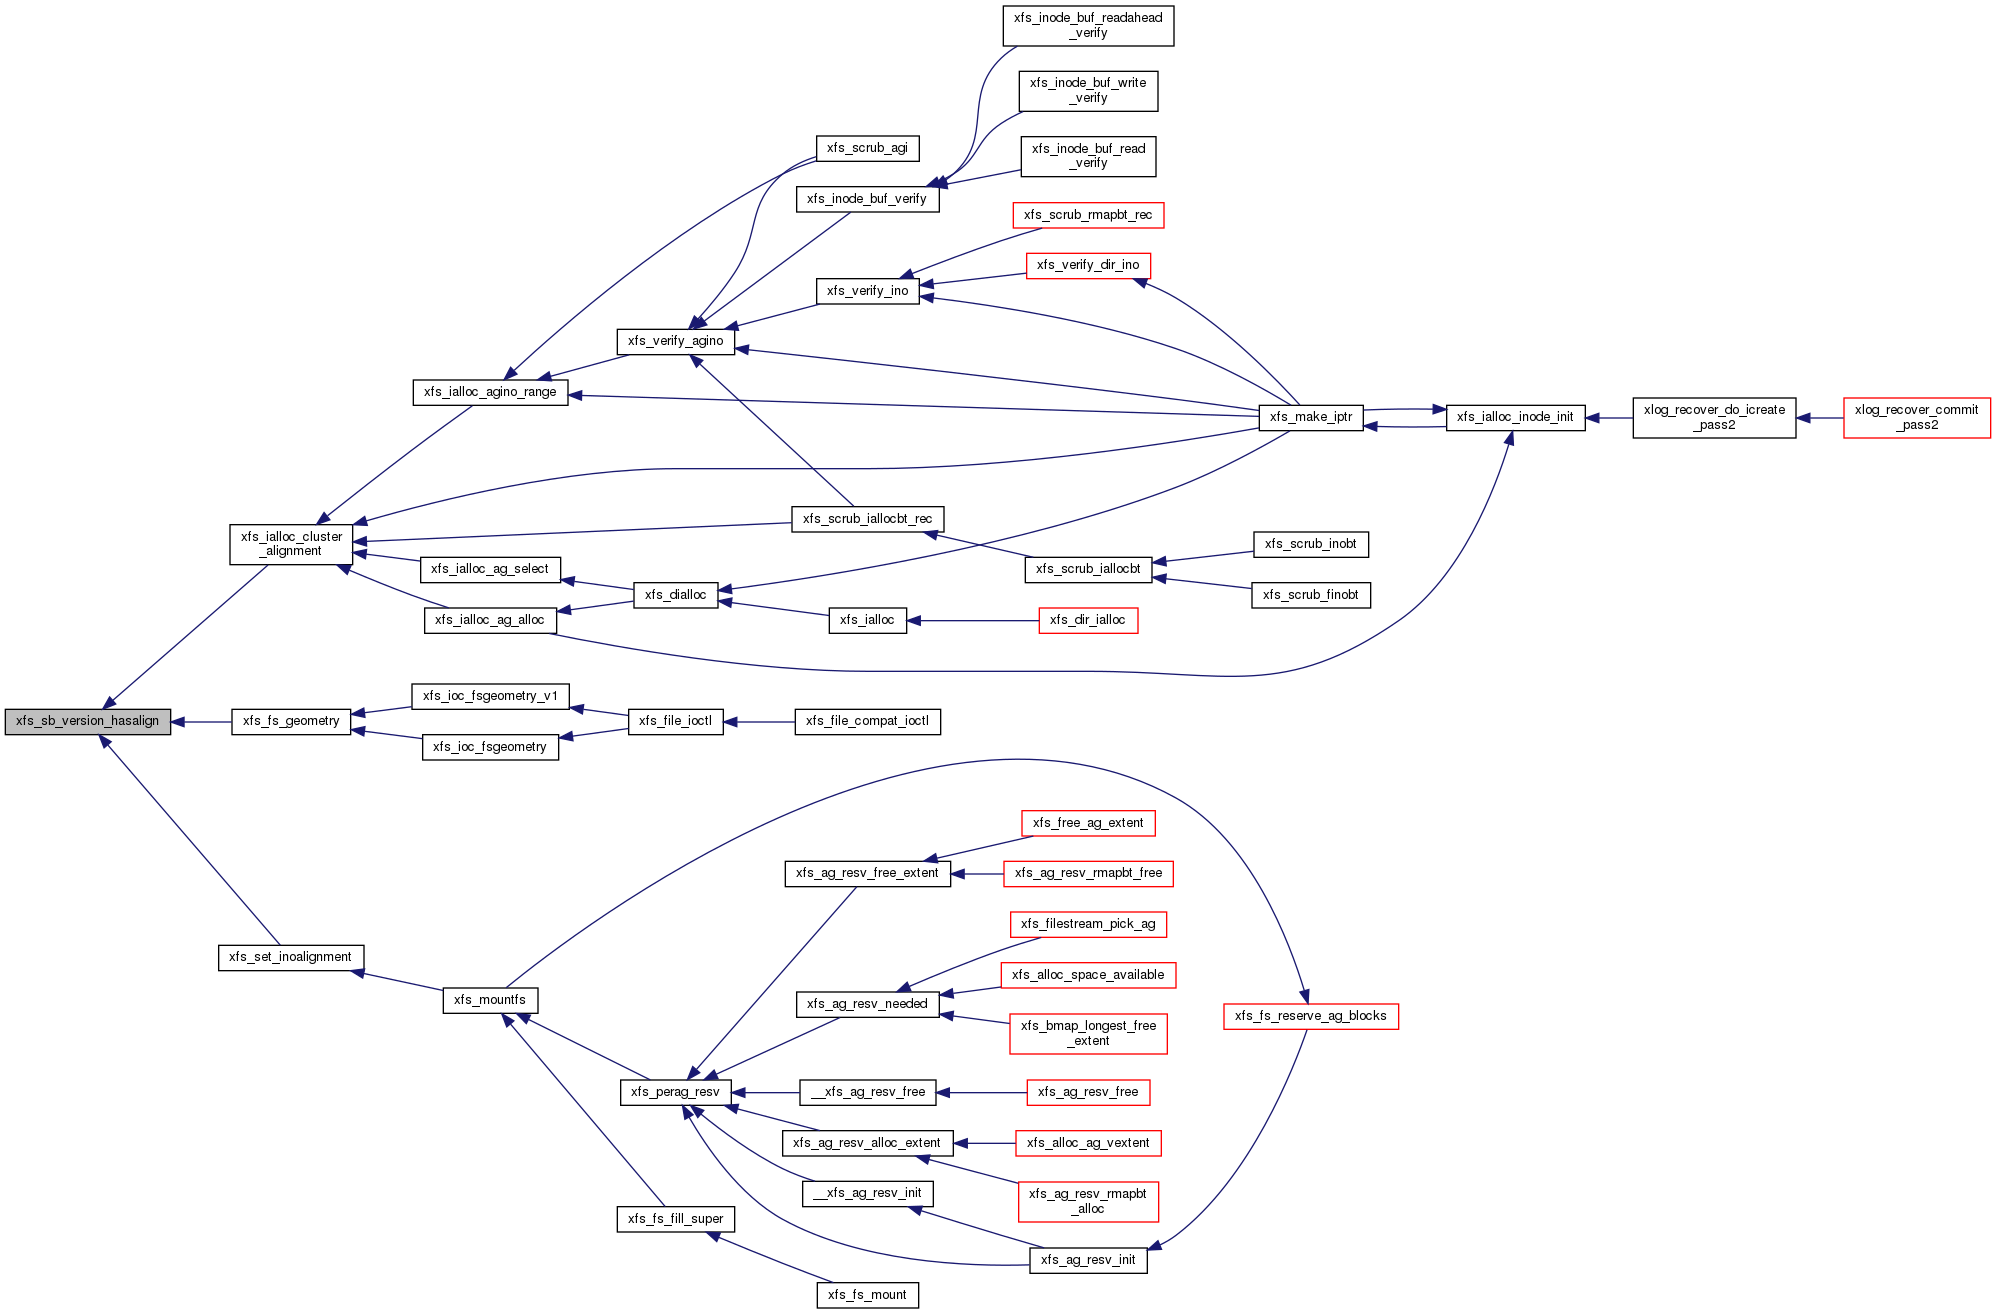 xfs_inode_buf_readahead
_verify
xfs_inode_buf_write
_verify
xfs_scrub_agi
xfs_inode_buf_read
_verify
xfs_inode_buf_verify
xfs_scrub_rmapbt_rec
xfs_verify_dir_ino
xfs_verify_ino
xfs_verify_agino
xfs_ialloc_agino_range
xfs_make_iptr
xfs_ialloc_inode_init
xlog_recover_do_icreate
_pass2
xlog_recover_commit
_pass2
xfs_scrub_iallocbt_rec
xfs_ialloc_cluster
_alignment
xfs_scrub_inobt
xfs_ialloc_ag_select
xfs_scrub_iallocbt
xfs_dialloc
xfs_scrub_finobt
xfs_ialloc_ag_alloc
xfs_ialloc
xfs_dir_ialloc
xfs_ioc_fsgeometry_v1
xfs_sb_version_hasalign
xfs_fs_geometry
xfs_file_ioctl
xfs_file_compat_ioctl
xfs_ioc_fsgeometry
xfs_free_ag_extent
xfs_ag_resv_free_extent
xfs_ag_resv_rmapbt_free
xfs_filestream_pick_ag
xfs_set_inoalignment
xfs_alloc_space_available
xfs_mountfs
xfs_ag_resv_needed
xfs_fs_reserve_ag_blocks
xfs_bmap_longest_free
_extent
xfs_perag_resv
__xfs_ag_resv_free
xfs_ag_resv_free
xfs_ag_resv_alloc_extent
xfs_alloc_ag_vextent
__xfs_ag_resv_init
xfs_ag_resv_rmapbt
_alloc
xfs_fs_fill_super
xfs_ag_resv_init
xfs_fs_mount